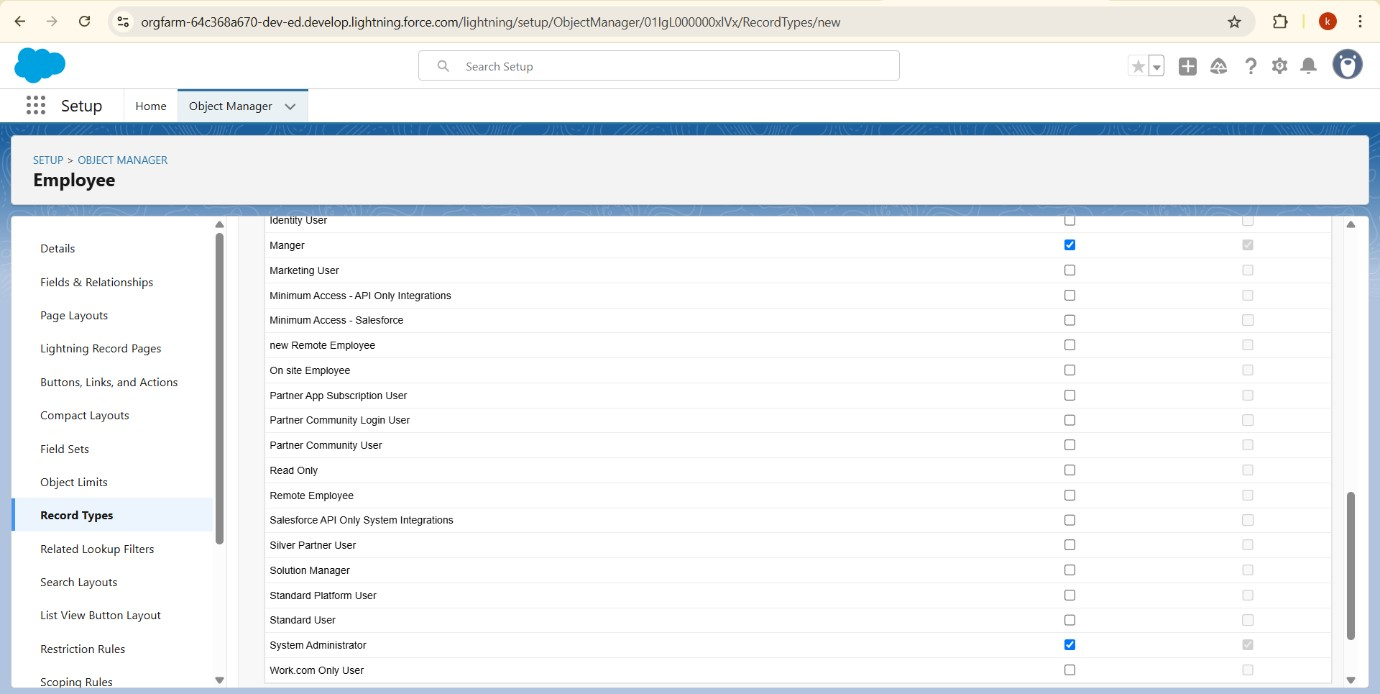 orgfarm-64c368a670-dev-ed.develop.lightning.force.com/lightning/setup/ObjectManager/01IgL000000xlVx/RecordTypes/new
k
Search Setup
Setup
Home
Object Manager
SETUP > OBJECT MANAGER
Employee
Details
Fields & Relationships
Page Layouts
Lightning Record Pages
Buttons, Links, and Actions
Compact Layouts
Field Sets
Object Limits
Record Types
Related Lookup Filters
Search Layouts
List View Button Layout
Restriction Rules
Scoping Rules
Identity User
Manger
Marketing User
Minimum Access - API Only Integrations
Minimum Access - Salesforce
new Remote Employee
On site Employee
Partner App Subscription User
Partner Community Login User
Partner Community User
Read Only
Remote Employee
Salesforce API Only System Integrations
Silver Partner User
Solution Manager
Standard Platform User
Standard User
System Administrator
Work.com Only User